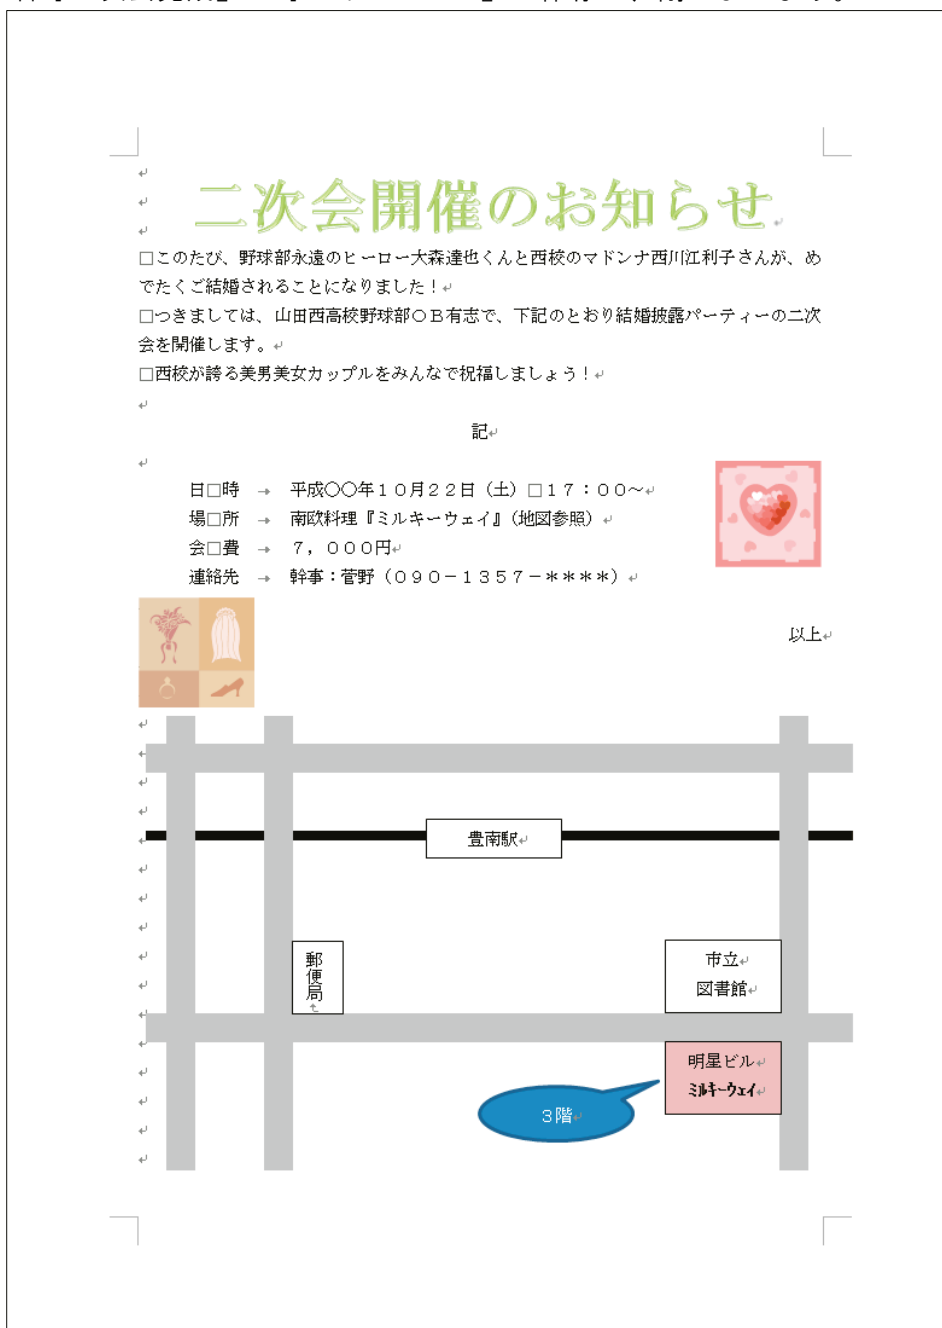 二次会開催のお知らせ
□このたび、野球部永遠のヒーロー大森達也くんと西校のマドンナ西川江利子さんが、め
でたくご結婚されることになりました！
□つきましては、山田西高校野球部ＯＢ有志で、下記のとおり結婚披露パーティーの二次
会を開催します。
□西校が誇る美男美女カップルをみんなで祝福しましょう！
記
日□時 → 平成○○年１０月２２日（土）□１７：００～
場□所 → 南欧料理『ミルキーウェイ』（地図参照）
会□費 → ７，０００円
連絡先 → 幹事：菅野（０９０－１３５７－＊＊＊＊）
以上
豊南駅
郵便局
市立
図書館
明星ビル
ミルキーウェイ
３階